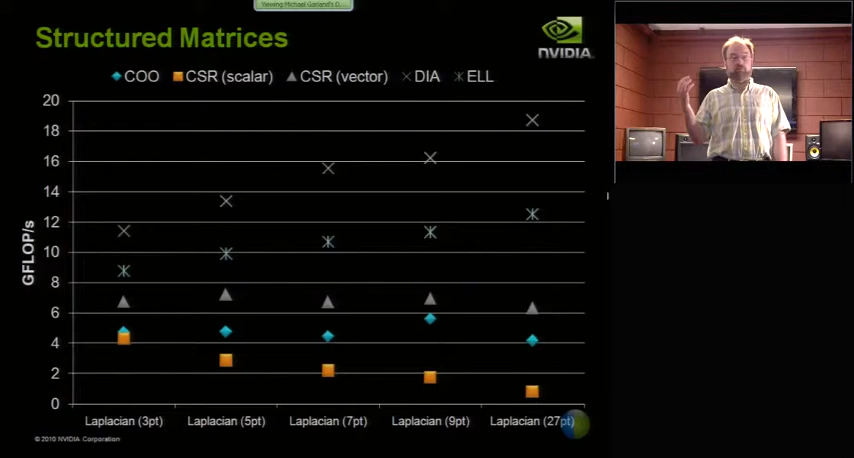 Viewing Michael Garland's D...
Structured Matrices
NVIDIA.
COO CSR (scalar) CSR (vector) DIA ELL
20
18
16
14
12
10
8
6
4
2
0
GFLOP/s
Laplacian (3pt) Laplacian (5pt) Laplacian (7pt) Laplacian (9pt) Laplacian (27pt)
© 2010 NVIDIA Corporation